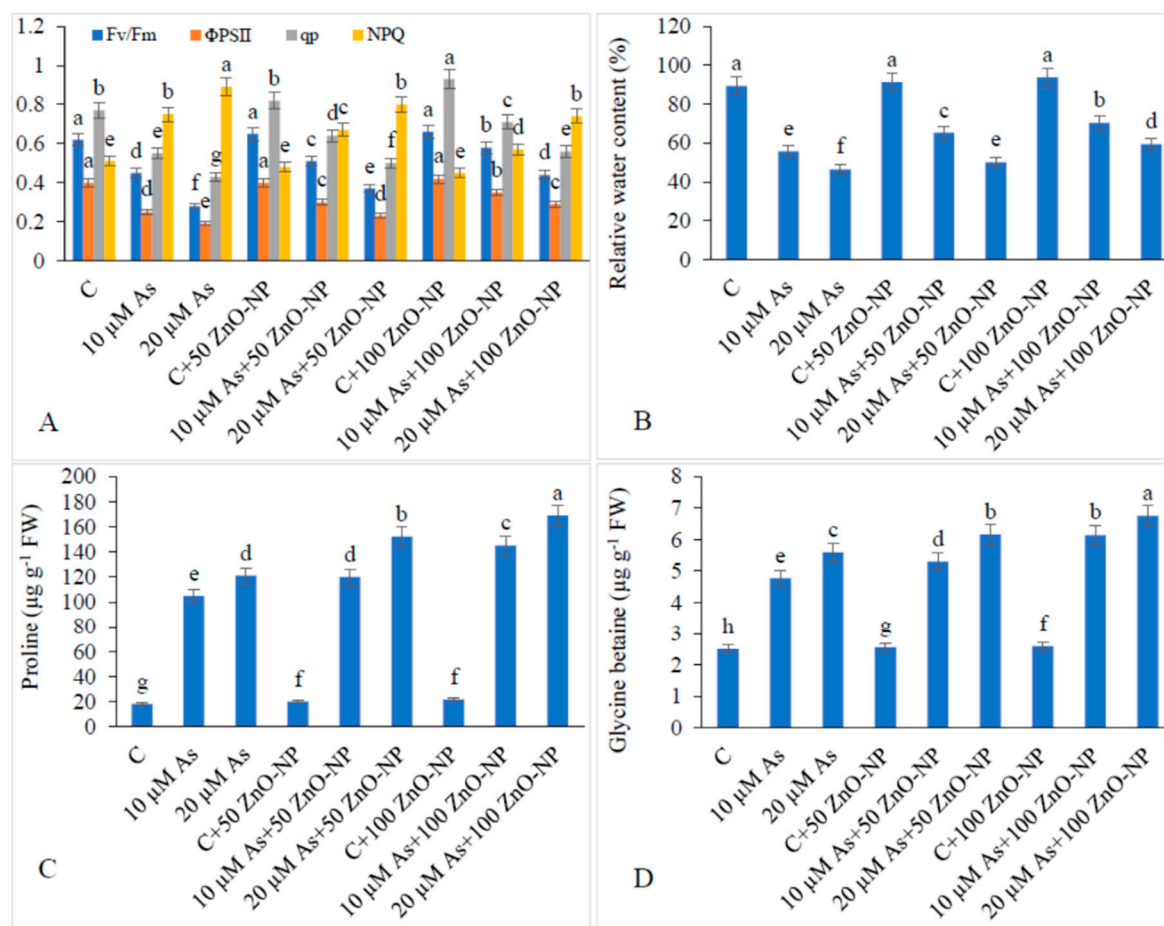 1.2
1
0.8
0.6
0.4
0.2
0
Fv/Fm ΦPSII qp NPQ
a a b e
e d e b
f e g a
a a b e
c c d c
e d f b
a a a e
b b c d
d c e b
C
10 µM As
20 µM As
C+50 ZnO-NP
10 µM As+50 ZnO-NP
20 µM As+50 ZnO-NP
C+100 ZnO-NP
10 µM As+100 ZnO-NP
20 µM As+100 ZnO-NP
A
Relative water content (%)
120
100
80
60
40
20
0
a e f a c e a b d
C
10 µM As
20 µM As
C+50 ZnO-NP
10 µM As+50 ZnO-NP
20 µM As+50 ZnO-NP
C+100 ZnO-NP
10 µM As+100 ZnO-NP
20 µM As+100 ZnO-NP
B
Proline (µg g⁻¹ FW)
200
180
160
140
120
100
80
60
40
20
0
g e d f d b f c a
C
10 µM As
20 µM As
C+50 ZnO-NP
10 µM As+50 ZnO-NP
20 µM As+50 ZnO-NP
C+100 ZnO-NP
10 µM As+100 ZnO-NP
20 µM As+100 ZnO-NP
C
Glycine betaine (µg g⁻¹ FW)
8
7
6
5
4
3
2
1
0
h e c g d b f b a
C
10 µM As
20 µM As
C+50 ZnO-NP
10 µM As+50 ZnO-NP
20 µM As+50 ZnO-NP
C+100 ZnO-NP
10 µM As+100 ZnO-NP
20 µM As+100 ZnO-NP
D